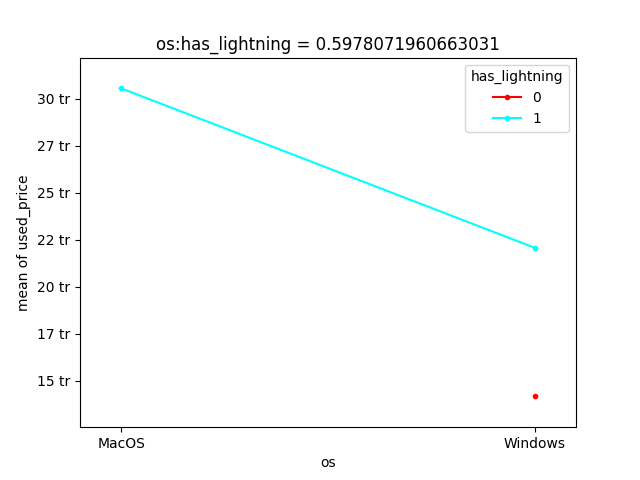 os:has_lightning = 0.5978071960663031
has_lightning
0
1
30 tr
27 tr
25 tr
22 tr
20 tr
17 tr
15 tr
mean of used_price
MacOS Windows
os